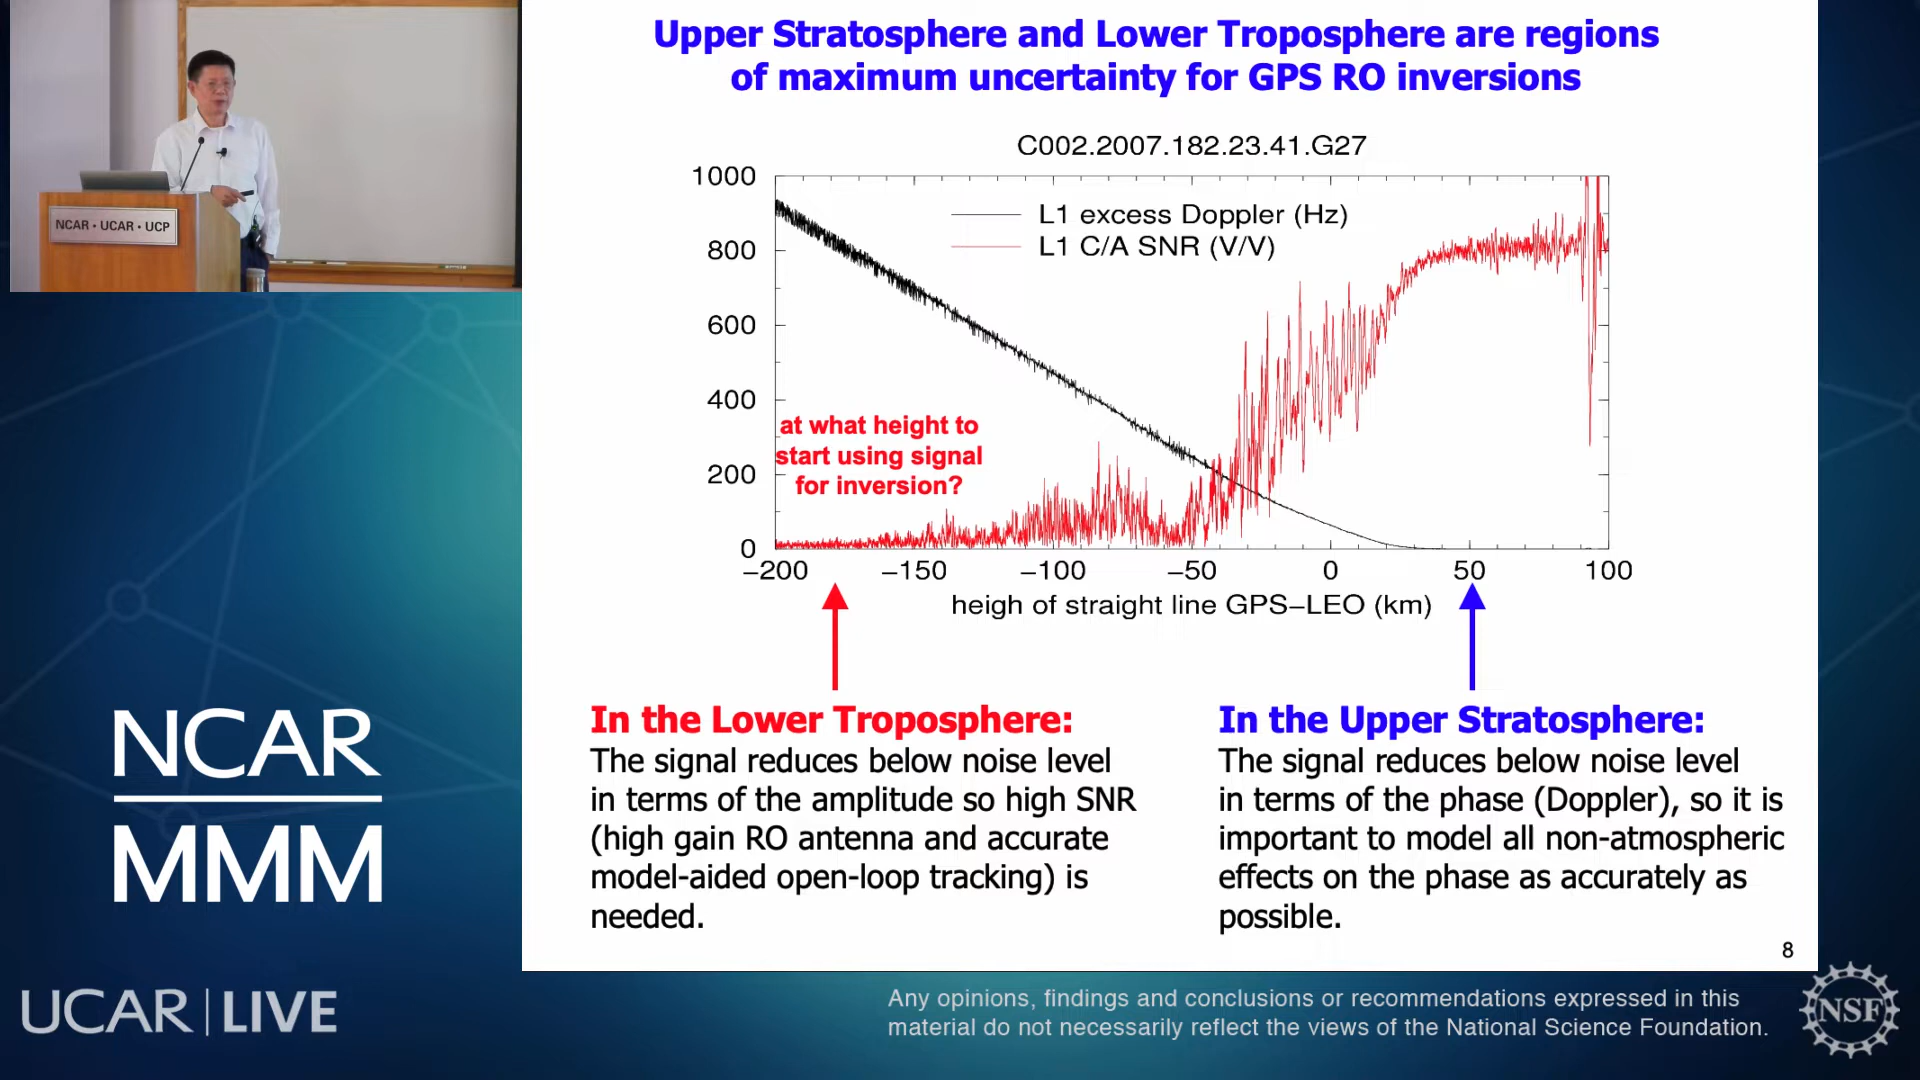 Upper Stratosphere and Lower Troposphere are regions
of maximum uncertainty for GPS RO inversions
C002.2007.182.23.41.G27
1000
800
600
400
200
0
L1 excess Doppler (Hz)
L1 C/A SNR (V/V)
at what height to
start using signal
for inversion?
−200 −150 −100 −50 0 50 100
heigh of straight line GPS−LEO (km)
In the Lower Troposphere:
The signal reduces below noise level
in terms of the amplitude so high SNR
(high gain RO antenna and accurate
model-aided open-loop tracking) is
needed.
In the Upper Stratosphere:
The signal reduces below noise level
in terms of the phase (Doppler), so it is
important to model all non-atmospheric
effects on the phase as accurately as
possible.
8
NCAR • UCAR • UCP
NCAR
MMM
UCAR | LIVE
Any opinions, findings and conclusions or recommendations expressed in this
material do not necessarily reflect the views of the National Science Foundation.
NSF